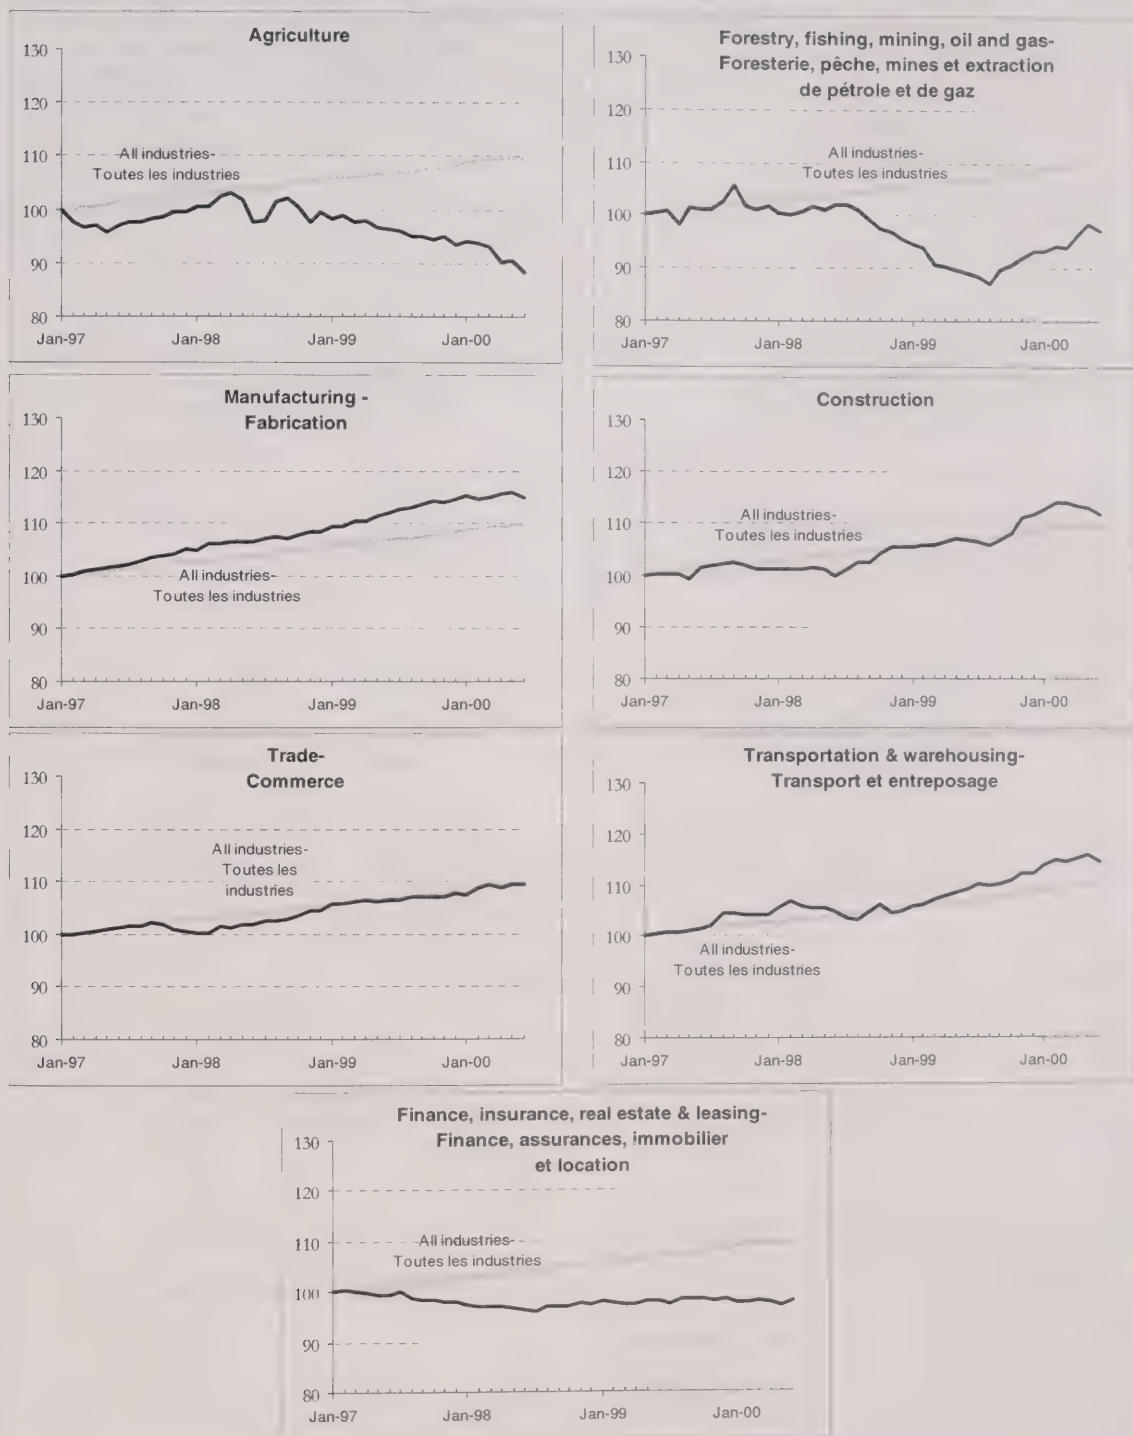 Agriculture
130
120
110
100
90
80
All industries-
Toutes les industries
Jan-97 Jan-98 Jan-99 Jan-00
Forestry, fishing, mining, oil and gas-
Foresterie, pêche, mines et extraction
de pétrole et de gaz
130
120
110
100
90
80
All industries-
Toutes les industries
Jan-97 Jan-98 Jan-99 Jan-00
Manufacturing -
Fabrication
130
120
110
100
90
80
All industries-
Toutes les industries
Jan-97 Jan-98 Jan-99 Jan-00
Construction
130
120
110
100
90
80
All industries-
Toutes les industries
Jan-97 Jan-98 Jan-99 Jan-00
Trade-
Commerce
130
120
110
100
90
80
All industries-
Toutes les
industries
Jan-97 Jan-98 Jan-99 Jan-00
Transportation & warehousing-
Transport et entreposage
130
120
110
100
90
80
All industries-
Toutes les industries
Jan-97 Jan-98 Jan-99 Jan-00
Finance, insurance, real estate & leasing-
Finance, assurances, immobilier
et location
130
120
110
100
90
80
All industries-
Toutes les industries
Jan-97 Jan-98 Jan-99 Jan-00